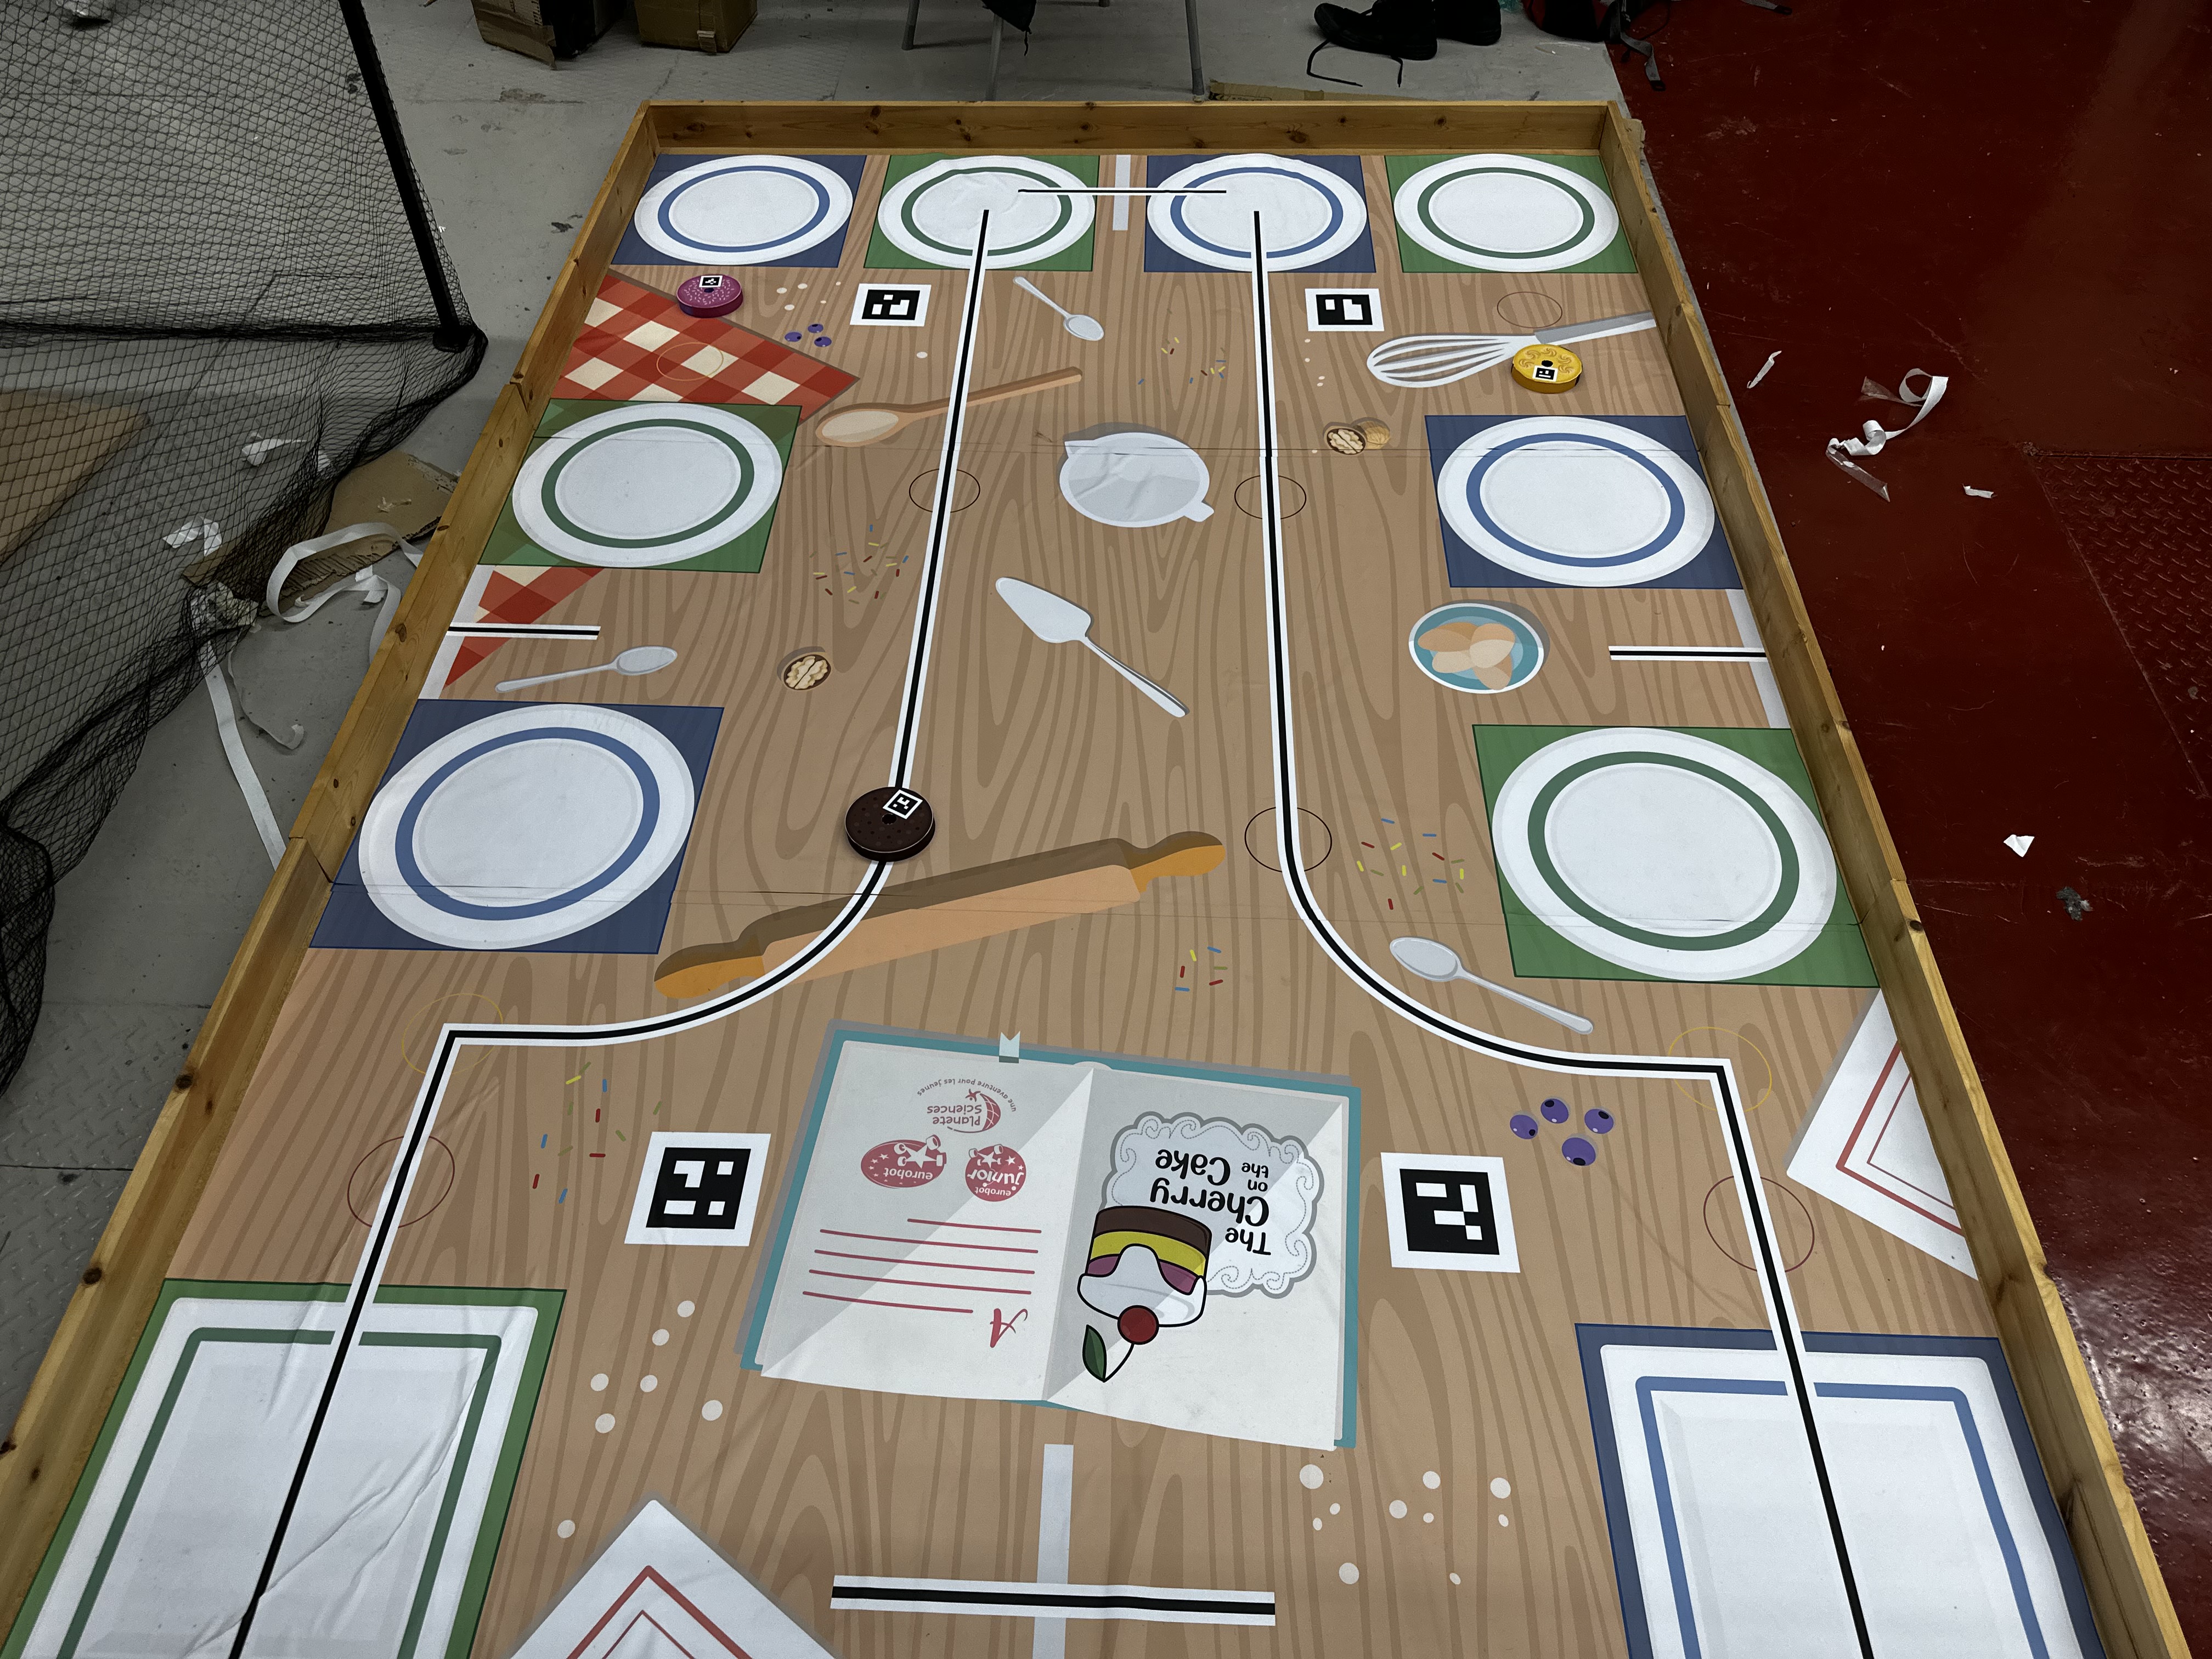 The
Cherry
on
the
Cake
eurobot
eurobot
junior
Planète
Sciences
une aventure pour les jeunes
A